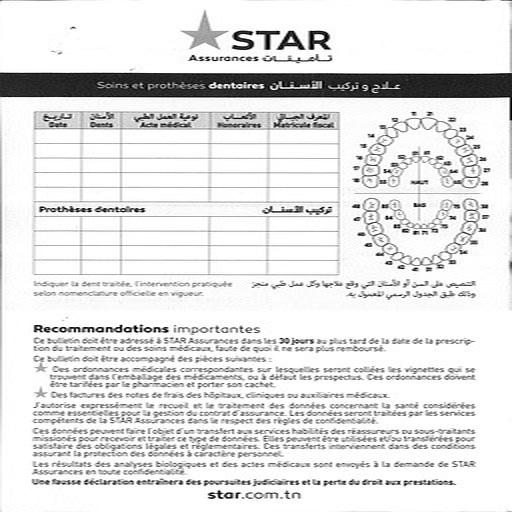 STAR
Assurances تأمينات
Soins et prothèses dentaires علاج و تركيب الأسنان
تاريخ الأسنان نوعية العمل الطبي الأتعاب المعرف الجبائي
Date Dents Acte médical Honoraires Matricule fiscal
Prothèses dentaires تركيب الأسنان
HAUT
BAS
Indiquer la dent traitée, l'intervention pratiquée
selon nomenclature officielle en vigueur.
التنصيص على السن أو الأسنان التي وقع علاجها وكل عمل طبي منجز
وذلك طبق الجدول الرسمي المعمول به.
Recommandations importantes
Ce bulletin doit être adressé à STAR Assurances dans les 30 jours au plus tard de la date de la prescrip-
tion du traitement ou des soins médicaux, faute de quoi il ne sera plus remboursé.
Ce bulletin doit être accompagné des pièces suivantes :
Des ordonnances médicales correspondantes sur lesquelles seront collées les vignettes qui se
trouvent dans l'emballage des médicaments, ou à défaut les prospectus. Ces ordonnances doivent
être tarifées par le pharmacien et porter son cachet.
Des factures des notes de frais des hôpitaux, cliniques ou auxiliaires médicaux.
J'autorise expressément le recueil et le traitement des données concernant la santé considérées
comme essentielles pour la gestion du contrat d'assurance. Les données seront traitées par les services
compétents de la STAR Assurances dans le respect des règles de confidentialité.
Ces données peuvent faire l'objet d'un transfert aux services habilités des réassureurs ou sous-traitants
missionnés pour recevoir et traiter ce type de données. Elles peuvent être utilisées et/ou transférées pour
satisfaire des obligations légales et réglementaires. Ces transferts interviennent dans des conditions
assurant la protection des données à caractère personnel.
Les résultats des analyses biologiques et des actes médicaux sont envoyés à la demande de STAR
Assurances en toute confidentialité.
Une fausse déclaration entraînera des poursuites judiciaires et la perte du droit aux prestations.
star.com.tn